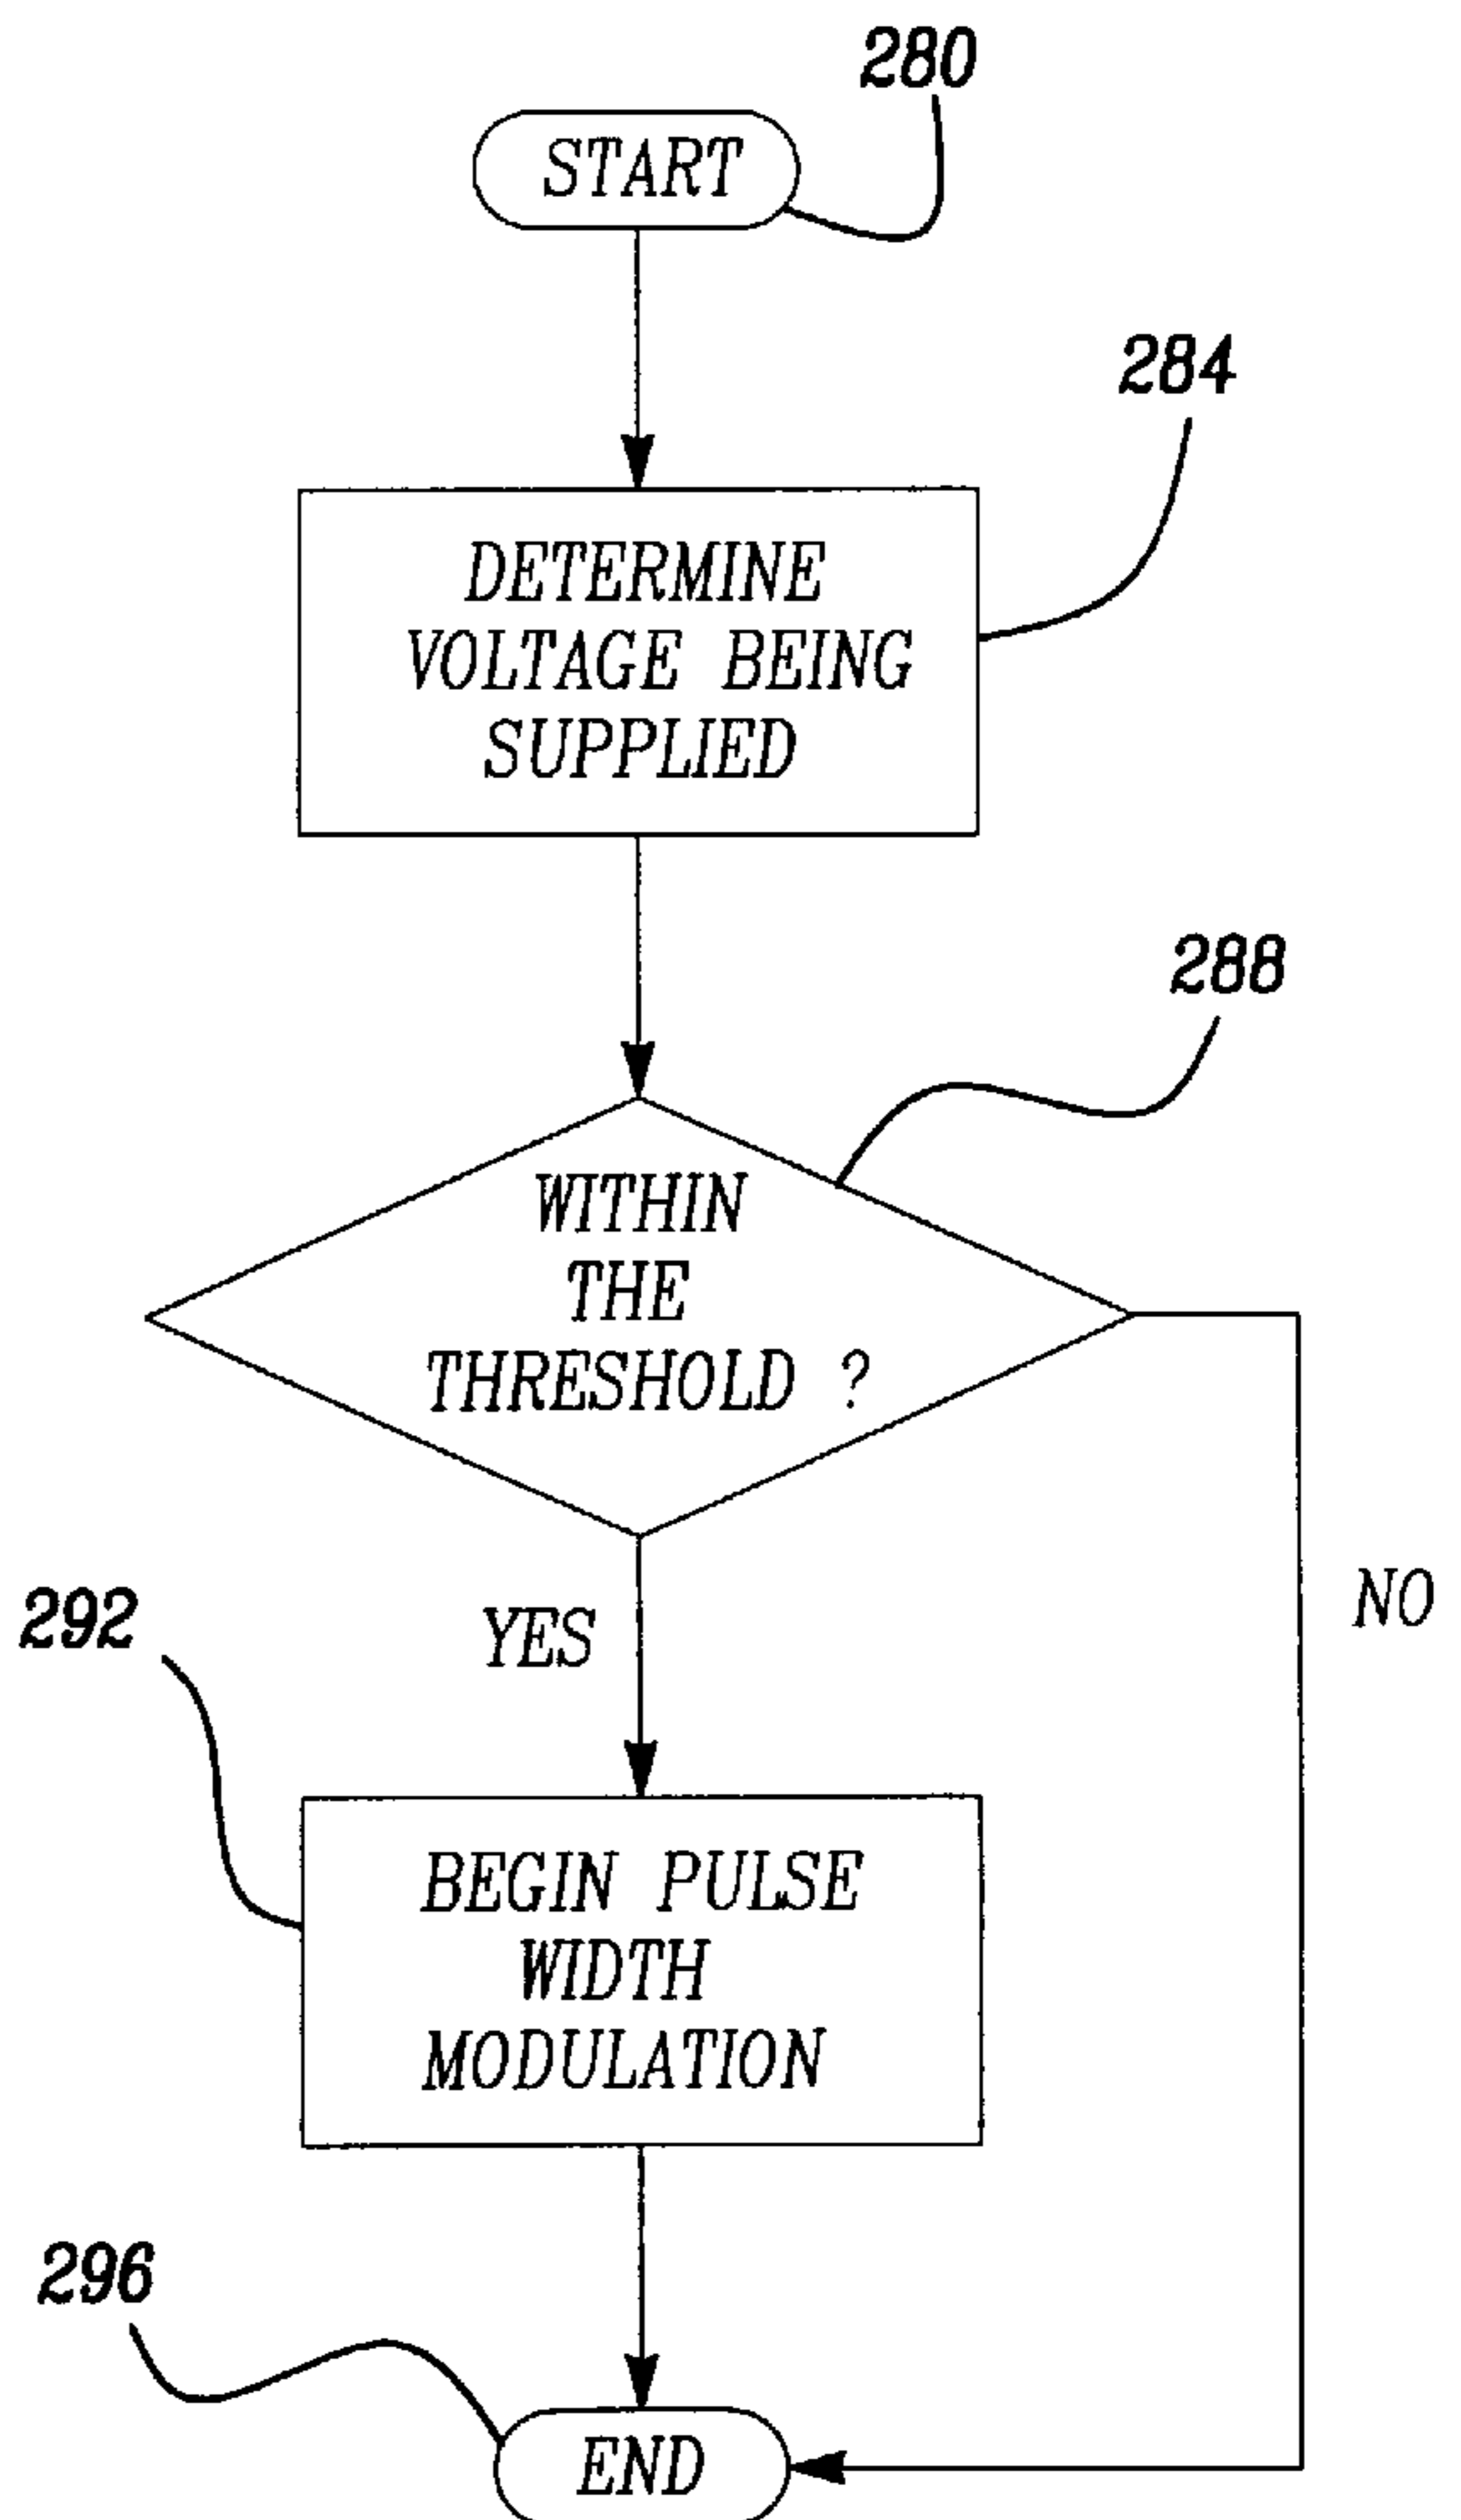 280
START
284
DETERMINE
VOLTAGE BEING
SUPPLIED
288
WITHIN
THE
THRESHOLD ?
292
YES
NO
BEGIN PULSE
WIDTH
MODULATION
296
END